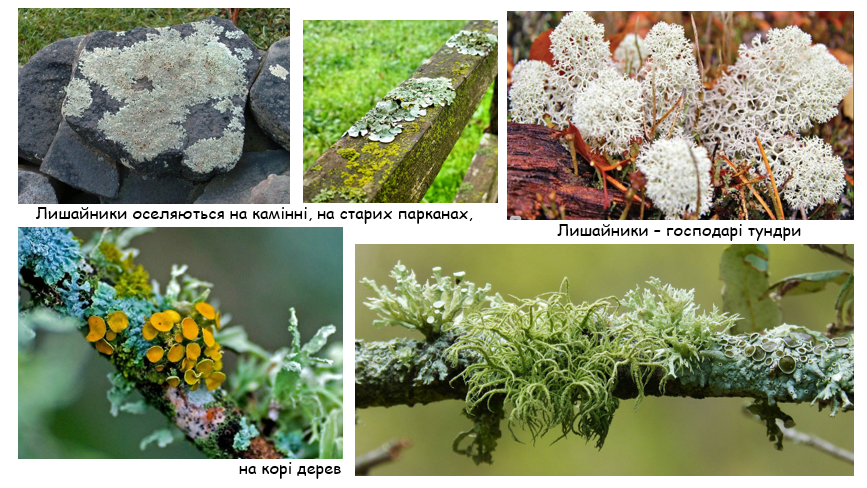 Лишайники оселяються на камінні, на старих парканах,
Лишайники – господарі тундри
на корі дерев